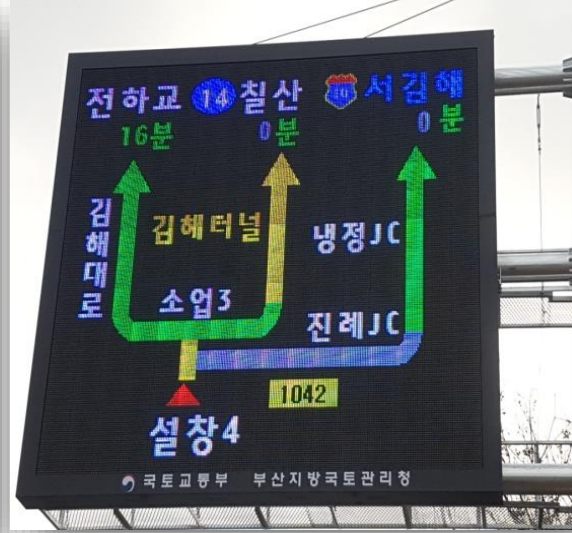 전하교 14 칠산 서김해
16분 0분 0분
김해대로
김해터널
냉정JC
소업3
진례JC
1042
설창4
국토교통부 부산지방국토관리청